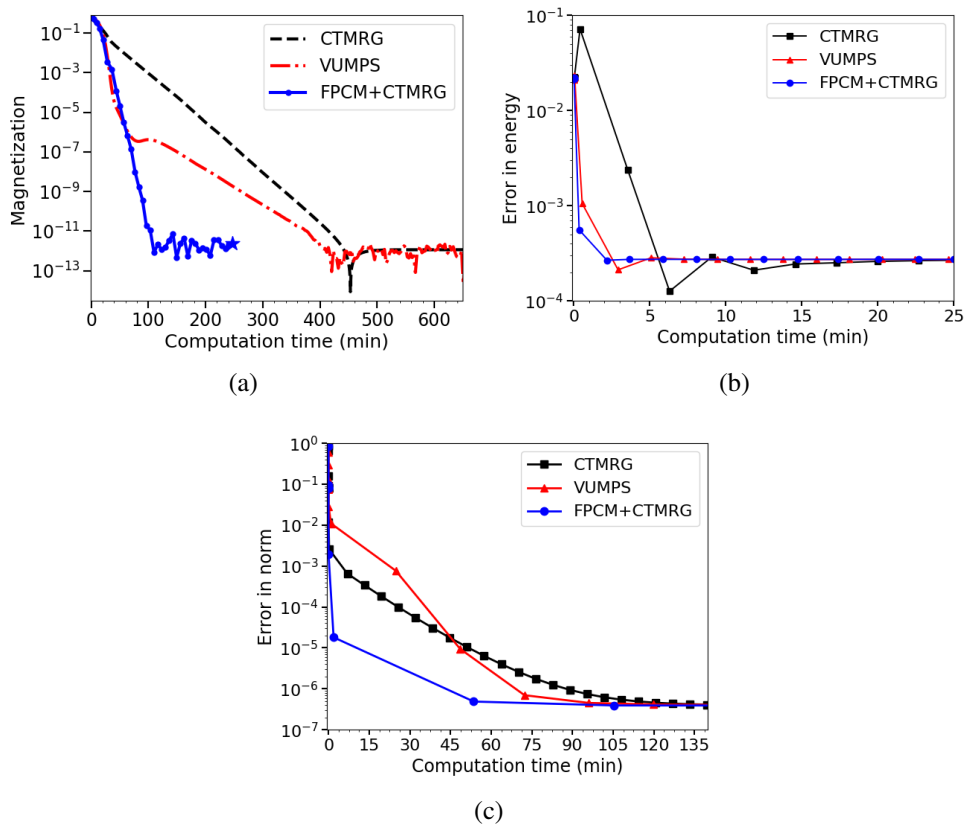 10⁻¹
10⁻³
10⁻⁵
10⁻⁷
10⁻⁹
10⁻¹¹
10⁻¹³
Magnetization
CTMRG
VUMPS
FPCM+CTMRG
0 100 200 300 400 500 600
Computation time (min)
(a)
10⁻¹
10⁻²
10⁻³
10⁻⁴
Error in energy
CTMRG
VUMPS
FPCM+CTMRG
0 5 10 15 20 25
Computation time (min)
(b)
10⁰
10⁻¹
10⁻²
10⁻³
10⁻⁴
10⁻⁵
10⁻⁶
10⁻⁷
Error in norm
CTMRG
VUMPS
FPCM+CTMRG
0 15 30 45 60 75 90 105 120 135
Computation time (min)
(c)